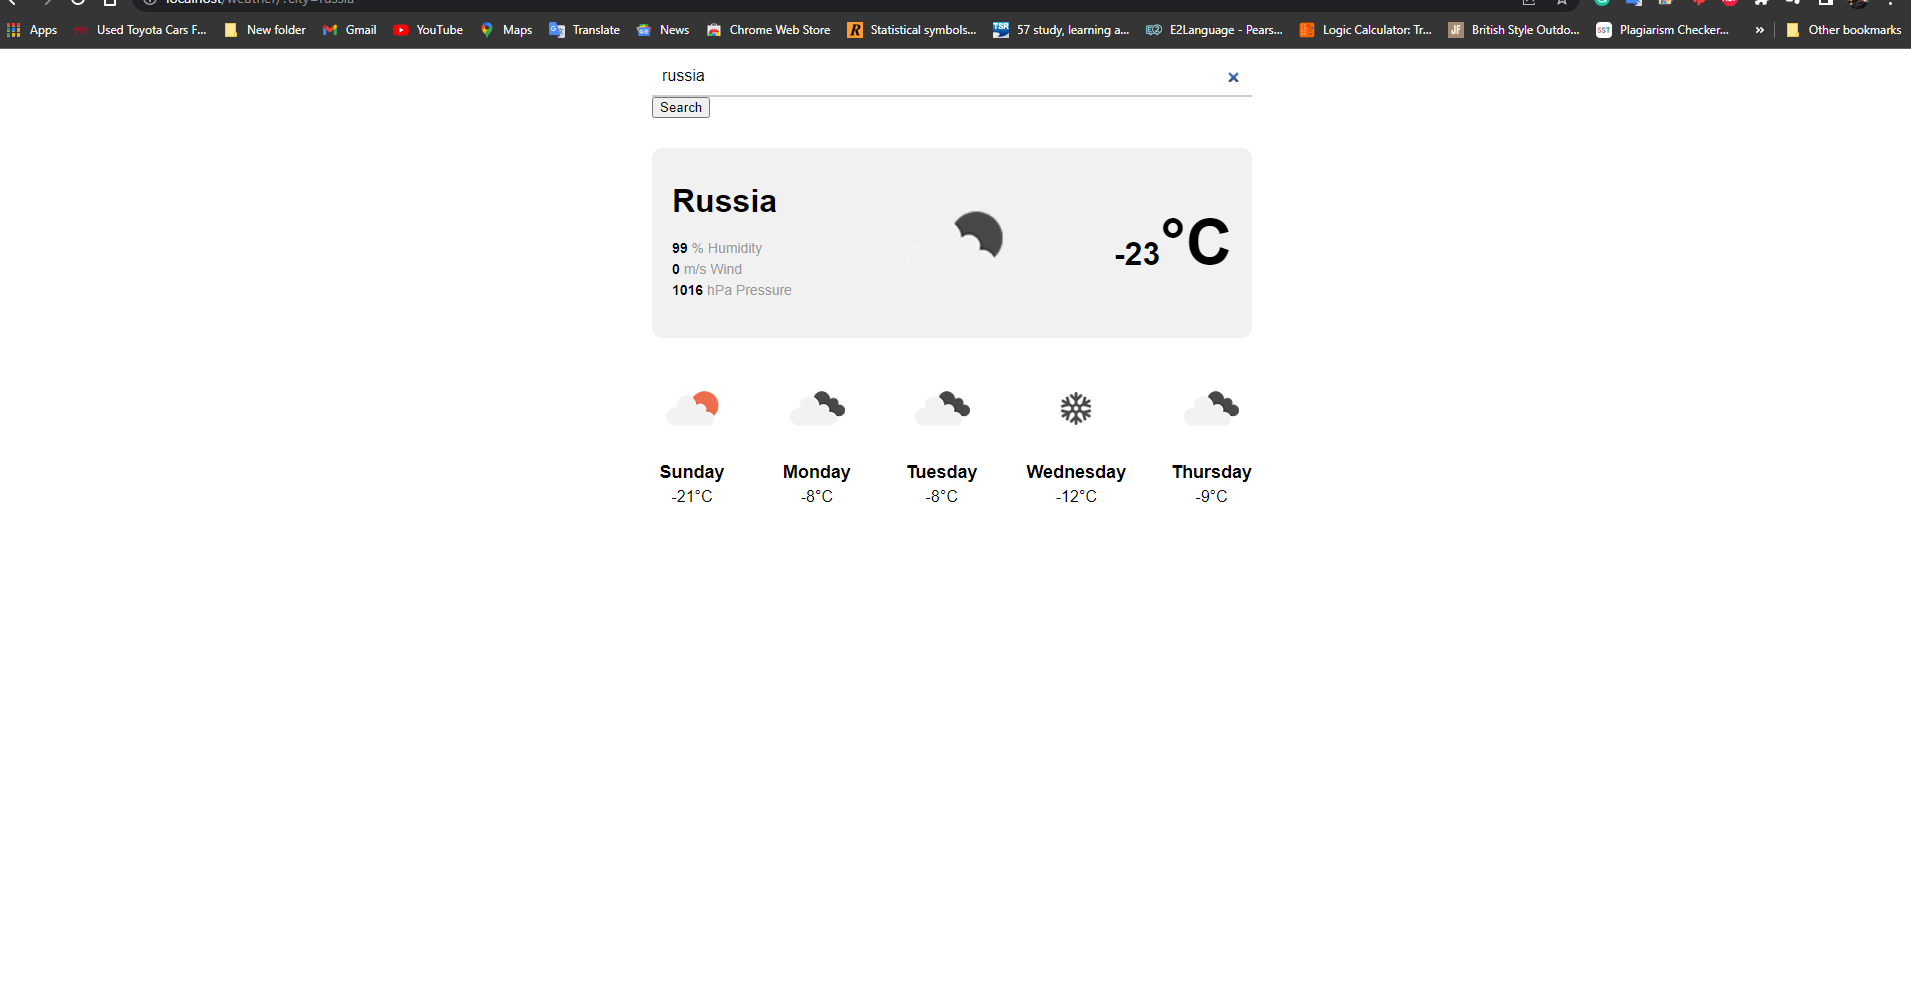 localhost/weather/?city=russia
Apps Used Toyota Cars F... New folder Gmail YouTube Maps Translate News Chrome Web Store Statistical symbols... 57 study, learning a... E2Language - Pears... Logic Calculator: Tr... British Style Outdo... Plagiarism Checker... » Other bookmarks
russia
Search
Russia
99 % Humidity
0 m/s Wind
1016 hPa Pressure
-23°C
Sunday Monday Tuesday Wednesday Thursday
-21°C -8°C -8°C -12°C -9°C